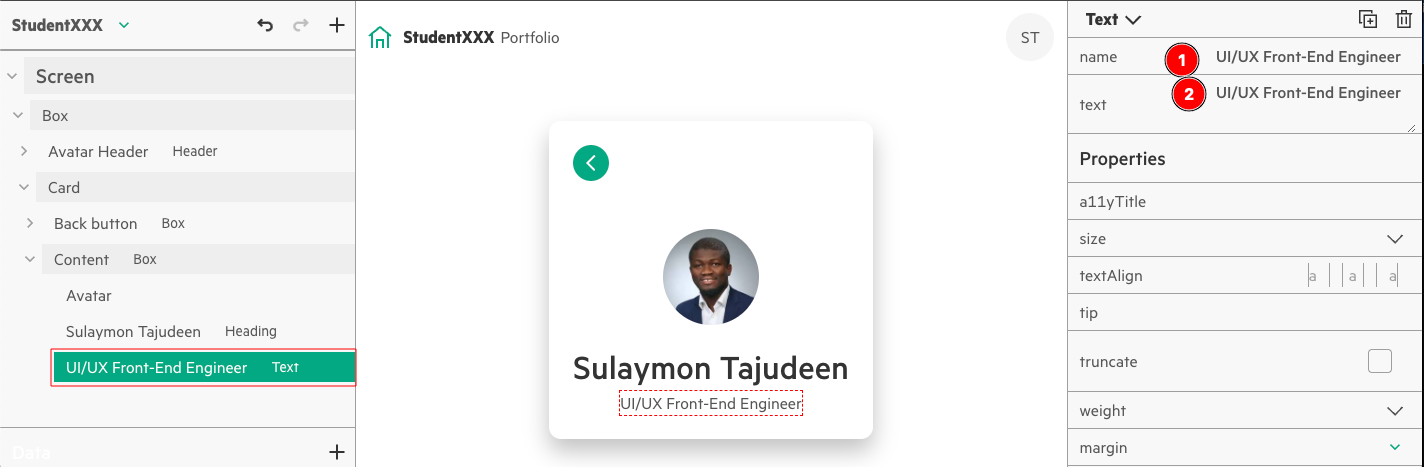 StudentXXX
Screen
Box
Avatar Header Header
Card
Back button Box
Content Box
Avatar
Sulaymon Tajudeen Heading
UI/UX Front-End Engineer Text
Data
StudentXXX Portfolio
ST
Sulaymon Tajudeen
UI/UX Front-End Engineer
Text
name 1 UI/UX Front-End Engineer
text 2 UI/UX Front-End Engineer
Properties
a11yTitle
size
textAlign a a a
tip
truncate
weight
margin